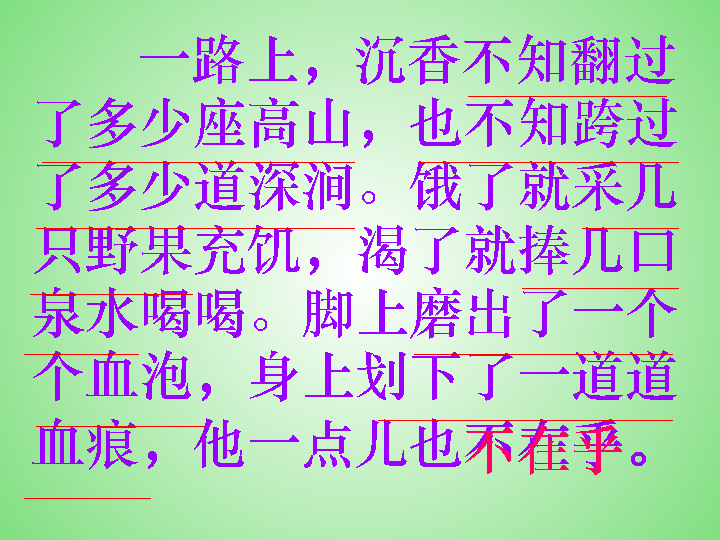 一路上，沉香不知翻过
了多少座高山，也不知跨过
了多少道深涧。饿了就采几
只野果充饥，渴了就捧几口
泉水喝喝。脚上磨出了一个
个血泡，身上划下了一道道
血痕，他一点儿也不在乎。